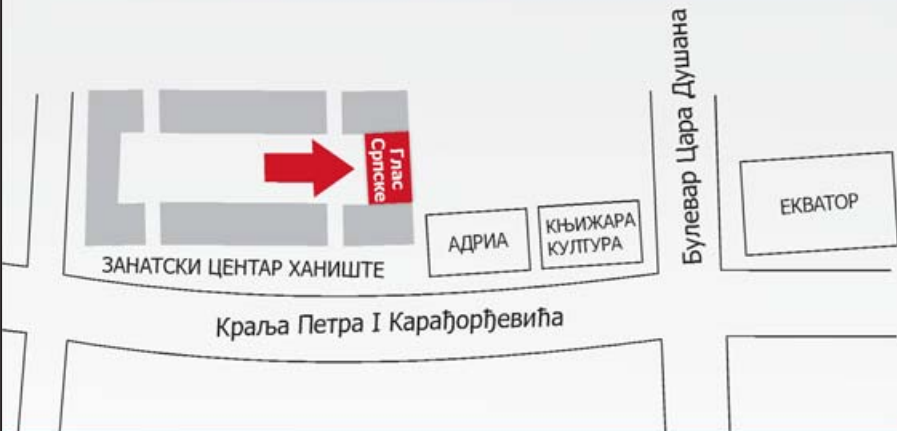 Булевар Цара Душана
Глас
Српске
ЕКВАТОР
АДРИА
КЊИЖАРА
КУЛТУРА
ЗАНАТСКИ ЦЕНТАР ХАНИШТЕ
Краља Петра I Карађорђевића